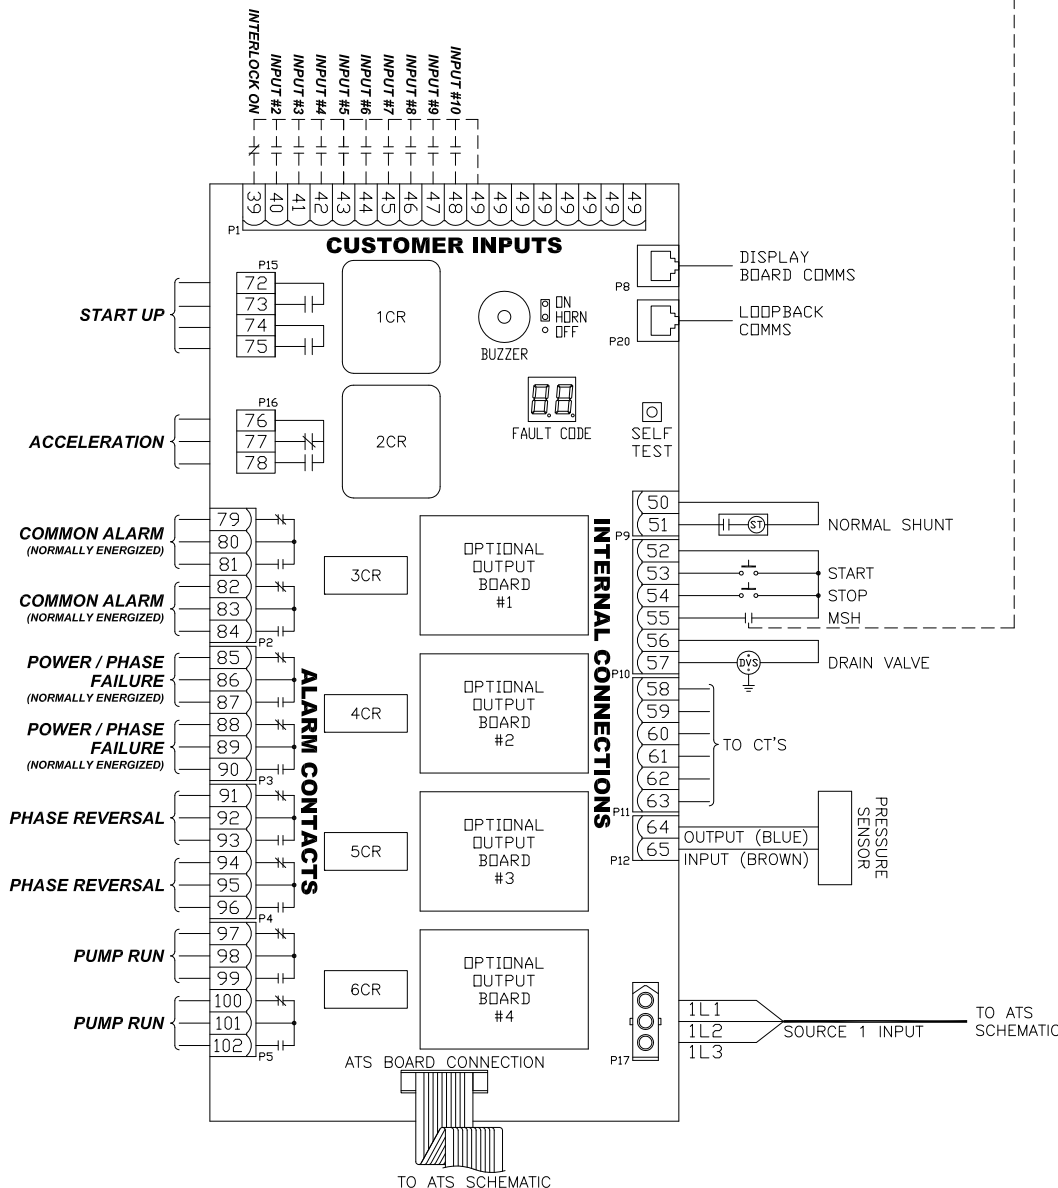 INTERLOCK ON
INPUT #2
INPUT #3
INPUT #4
INPUT #5
INPUT #6
INPUT #7
INPUT #8
INPUT #9
INPUT #10
39 40 41 42 43 44 45 46 47 48 49 49 49 49 49 49 49 49
P1
CUSTOMER INPUTS
P15
72
73
74
75
START UP
1CR
BUZZER
ON
HORN
OFF
P8
DISPLAY
BOARD COMMS
P20
LOOPBACK
COMMS
P16
76
77
78
ACCELERATION
2CR
FAULT CODE
SELF
TEST
79
80
81
COMMON ALARM
(NORMALLY ENERGIZED)
82
83
84
COMMON ALARM
(NORMALLY ENERGIZED)
P2
85
86
87
POWER / PHASE
FAILURE
(NORMALLY ENERGIZED)
88
89
90
POWER / PHASE
FAILURE
(NORMALLY ENERGIZED)
P3
91
92
93
PHASE REVERSAL
94
95
96
PHASE REVERSAL
P4
97
98
99
PUMP RUN
100
101
102
PUMP RUN
P5
ALARM CONTACTS
3CR
4CR
5CR
6CR
OPTIONAL
OUTPUT
BOARD
#1
OPTIONAL
OUTPUT
BOARD
#2
OPTIONAL
OUTPUT
BOARD
#3
OPTIONAL
OUTPUT
BOARD
#4
INTERNAL CONNECTIONS
50
51
P9
ST
NORMAL SHUNT
52
53
54
55
56
57
P10
START
STOP
MSH
DVS
DRAIN VALVE
58
59
60
61
62
63
P11
TO CT'S
64
65
P12
OUTPUT (BLUE)
INPUT (BROWN)
PRESSURE
SENSOR
P17
1L1
1L2
1L3
SOURCE 1 INPUT
TO ATS
SCHEMATIC
ATS BOARD CONNECTION
TO ATS SCHEMATIC